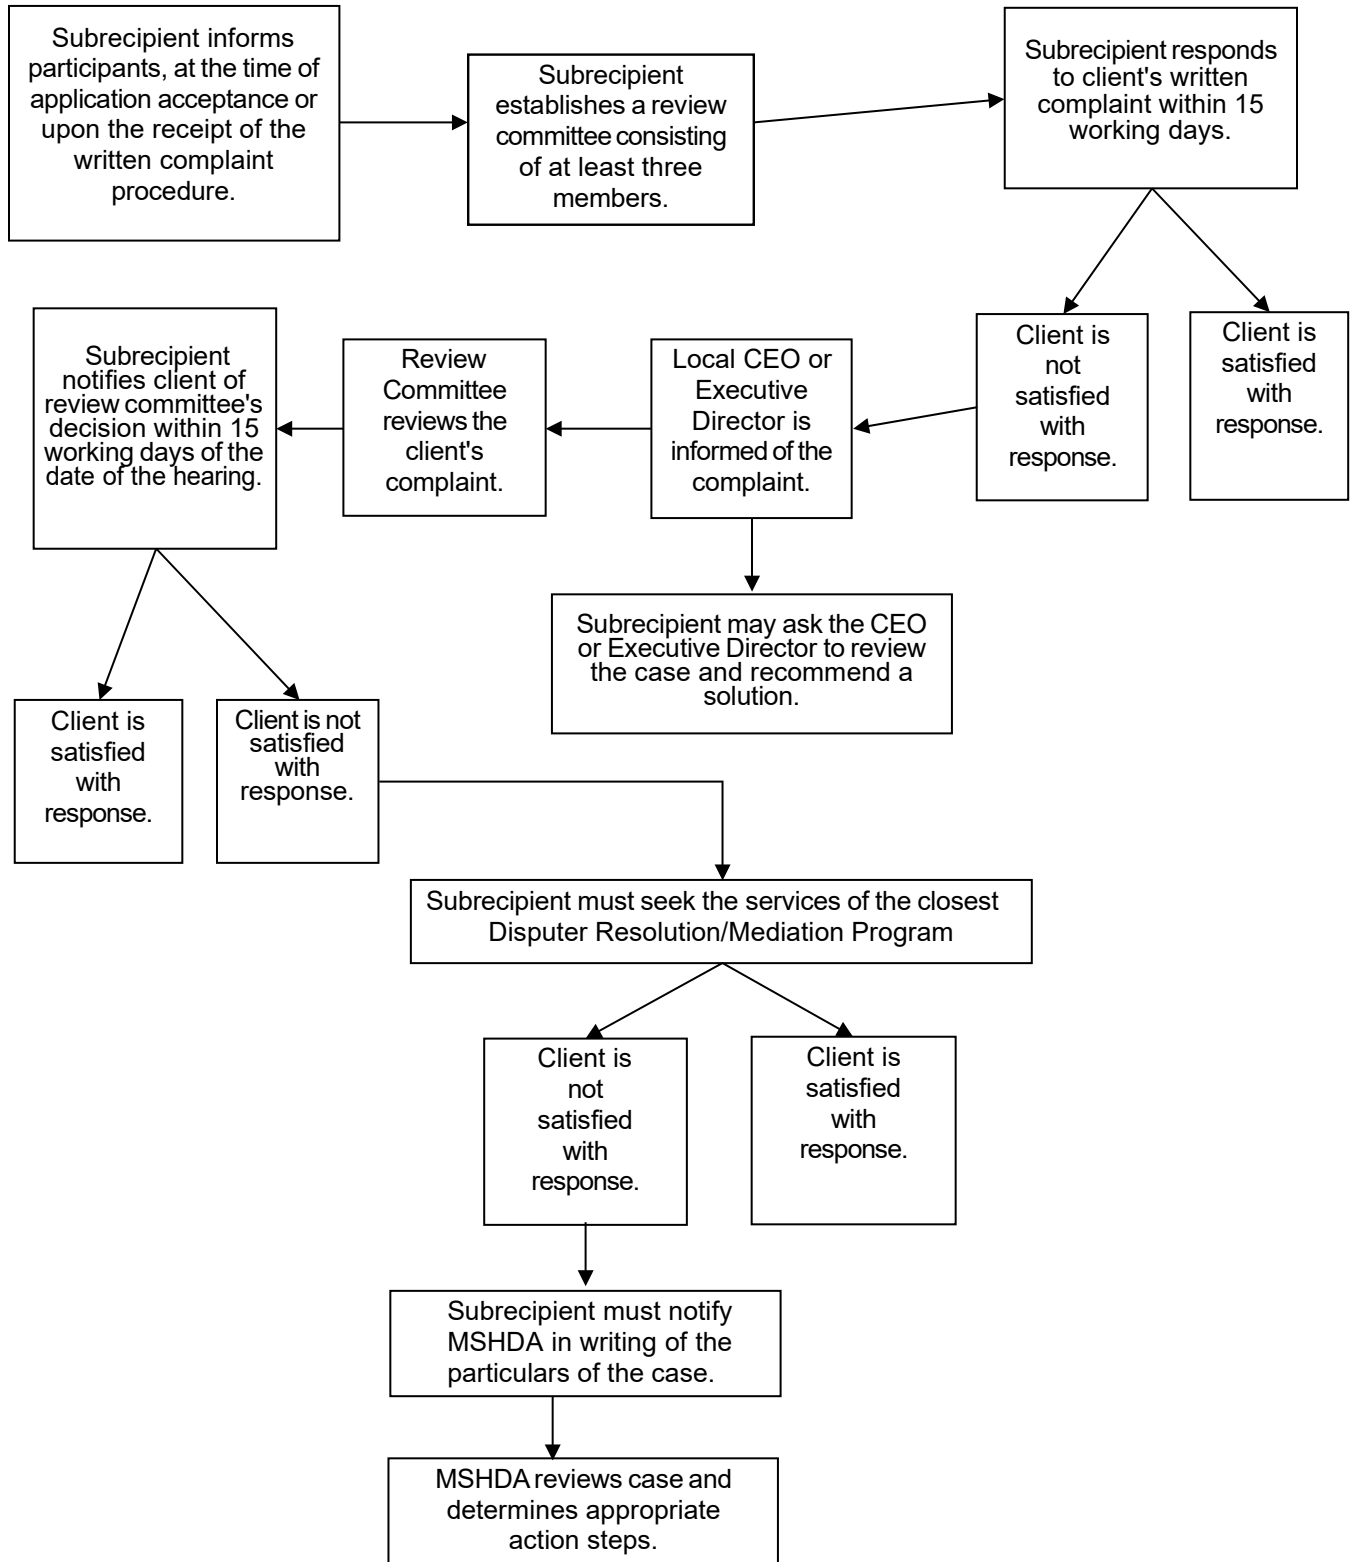 Subrecipient informs
participants, at the time of
application acceptance or
upon the receipt of the
written complaint
procedure.
Subrecipient
establishes a review
committee consisting
of at least three
members.
Subrecipient responds
to client's written
complaint within 15
working days.
Subrecipient
notifies client of
review committee's
decision within 15
working days of the
date of the hearing.
Review
Committee
reviews the
client's
complaint.
Local CEO or
Executive
Director is
informed of the
complaint.
Client is
not
satisfied
with
response.
Client is
satisfied
with
response.
Subrecipient may ask the CEO
or Executive Director to review
the case and recommend a
solution.
Client is
satisfied
with
response.
Client is not
satisfied
with
response.
Subrecipient must seek the services of the closest
Disputer Resolution/Mediation Program
Client is
not
satisfied
with
response.
Client is
satisfied
with
response.
Subrecipient must notify
MSHDA in writing of the
particulars of the case.
MSHDA reviews case and
determines appropriate
action steps.